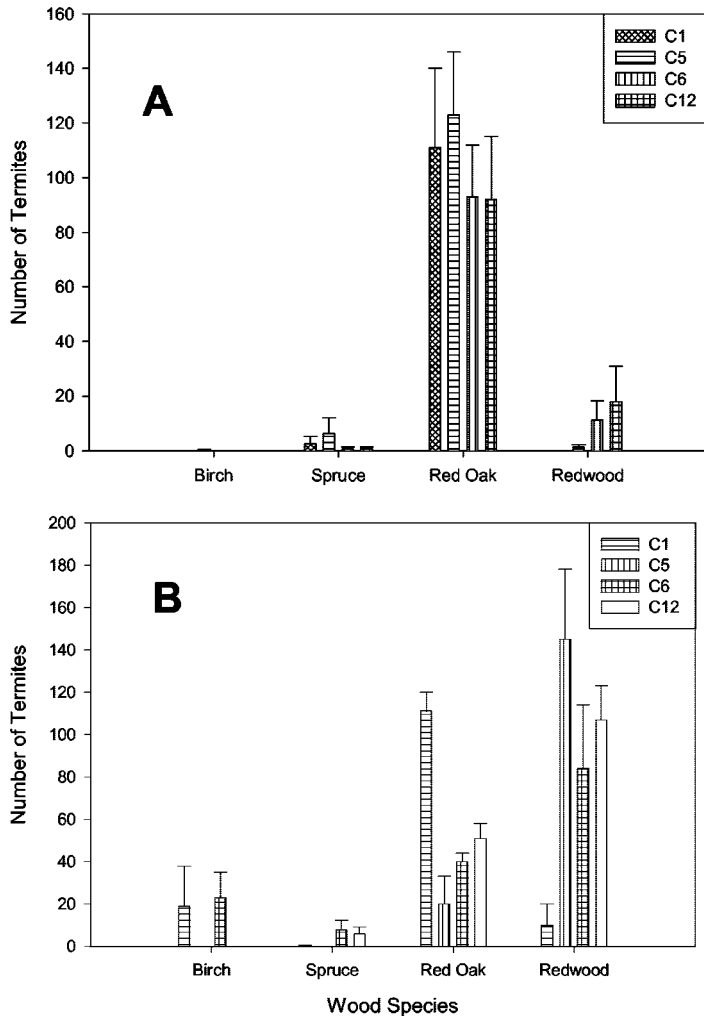 160
140
120
100
80
60
40
20
0
Number of Termites
A
C1
C5
C6
C12
Birch Spruce Red Oak Redwood
200
180
160
140
120
100
80
60
40
20
0
Number of Termites
B
C1
C5
C6
C12
Birch Spruce Red Oak Redwood
Wood Species